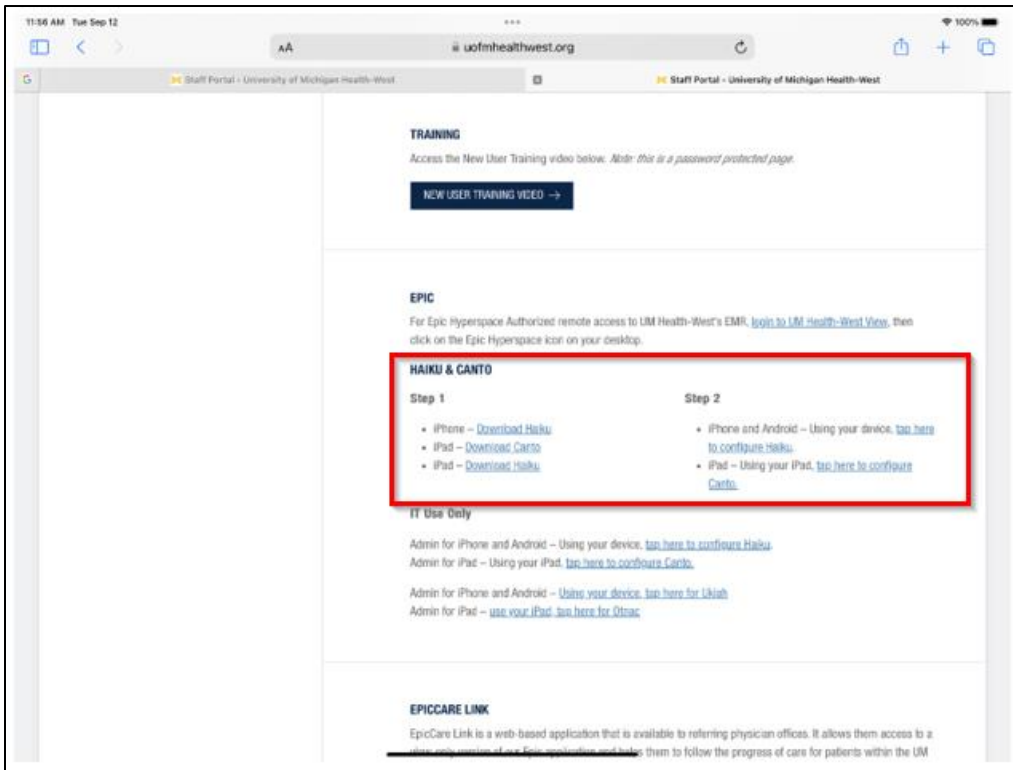 11:56 AM Tue Sep 12
100%
AA
uofmhealthwest.org
G
Staff Portal - University of Michigan Health-West
Staff Portal - University of Michigan Health-West
TRAINING
Access the New User Training video below. Note: this is a password protected page.
NEW USER TRAINING VIDEO →
EPIC
For Epic Hyperspace Authorized remote access to UM Health-West's EMR, login to UM Health-West View, then
click on the Epic Hyperspace icon on your desktop.
HAIKU & CANTO
Step 1
• iPhone – Download Haiku
• iPad – Download Canto
• iPad – Download Haiku
Step 2
• iPhone and Android – Using your device, tap here
to configure Haiku.
• iPad – Using your iPad, tap here to configure
Canto.
IT Use Only
Admin for iPhone and Android – Using your device, tap here to configure Haiku.
Admin for iPad – Using your iPad, tap here to configure Canto.
Admin for iPhone and Android – Using your device, tap here for Ukiah
Admin for iPad – use your iPad, tap here for Otrac
EPICCARE LINK
EpicCare Link is a web-based application that is available to referring physician offices. It allows them access to a
view only version of our Epic application and helps them to follow the progress of care for patients within the UM